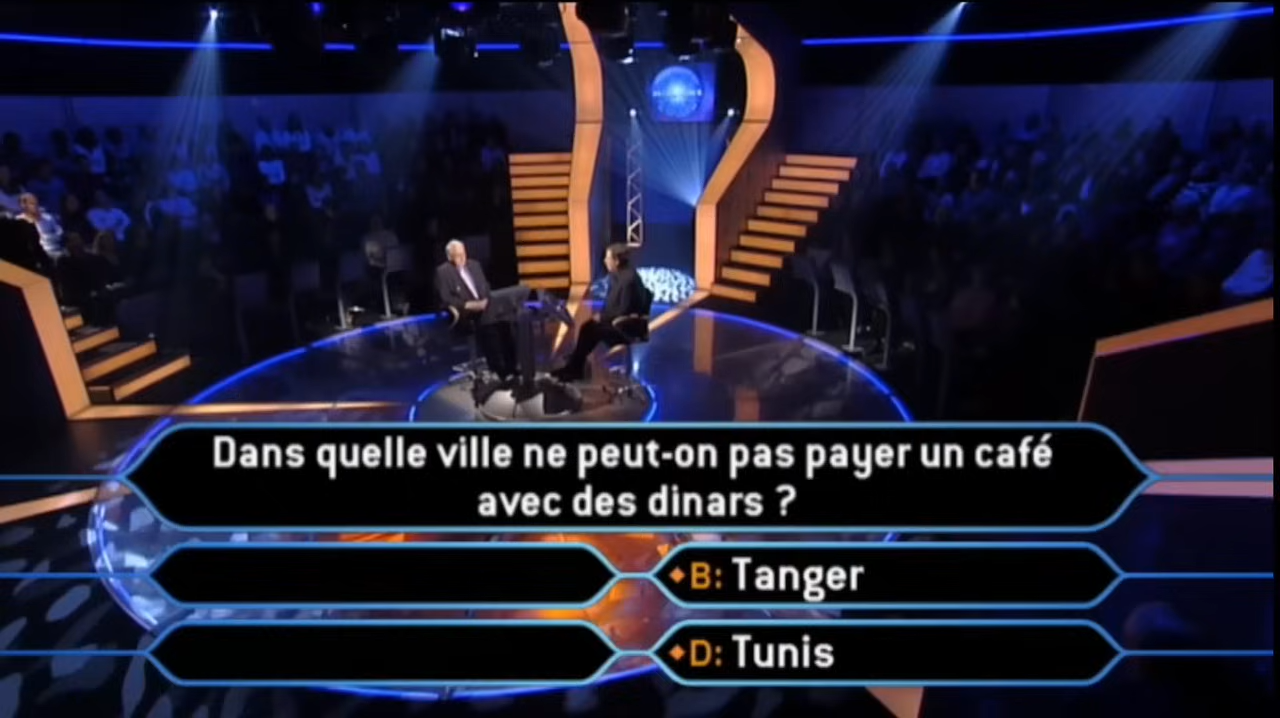 Dans quelle ville ne peut-on pas payer un café
avec des dinars ?
B: Tanger
D: Tunis